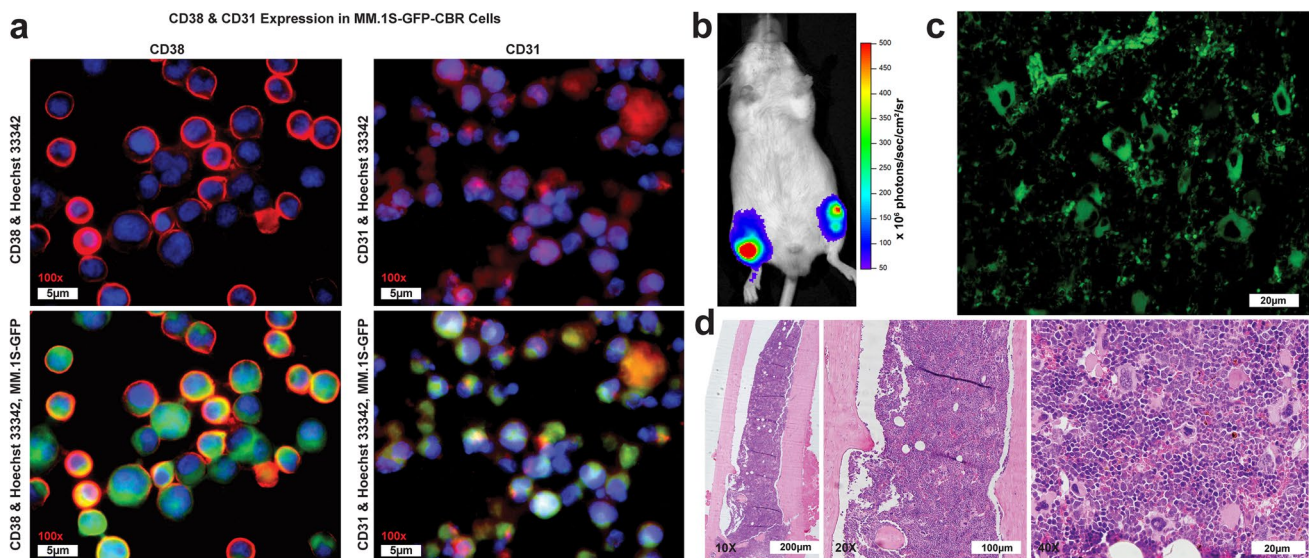 CD38 & CD31 Expression in MM.1S-GFP-CBR Cells
a
CD38
CD31
CD38 & Hoechst 33342
100x
5µm
CD31 & Hoechst 33342
100x
5µm
CD38 & Hoechst 33342, MM.1S-GFP
100x
5µm
CD31 & Hoechst 33342, MM.1S-GFP
100x
5µm
b
500
450
400
350
300
250
200
150
100
50
x 10⁶ photons/sec/cm²/sr
c
20µm
d
10X
200µm
20X
100µm
40X
20µm